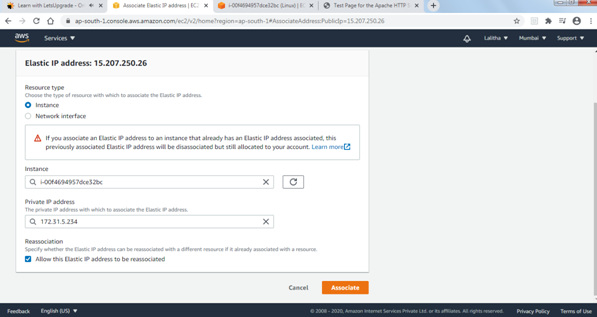 Learn with LetsUpgrade - G
Associate Elastic IP address | EC2
i-00f4694957dce32bc (Linux) | E
Test Page for the Apache HTTP S
ap-south-1.console.aws.amazon.com/ec2/v2/home?region=ap-south-1#AssociateAddress:PublicIp=15.207.250.26
aws
Services
Lalitha
Mumbai
Support
Elastic IP address: 15.207.250.26
Resource type
Choose the type of resource with which to associate the Elastic IP address.
Instance
Network interface
If you associate an Elastic IP address to an instance that already has an Elastic IP address associated, this
previously associated Elastic IP address will be disassociated but still allocated to your account. Learn more
Instance
i-00f4694957dce32bc
Private IP address
The private IP address with which to associate the Elastic IP address.
172.31.5.234
Reassociation
Specify whether the Elastic IP address can be reassociated with a different resource if it already associated with a resource.
Allow this Elastic IP address to be reassociated
Cancel
Associate
Feedback
English (US)
© 2008 - 2020, Amazon Internet Services Private Ltd. or its affiliates. All rights reserved.
Privacy Policy
Terms of Use